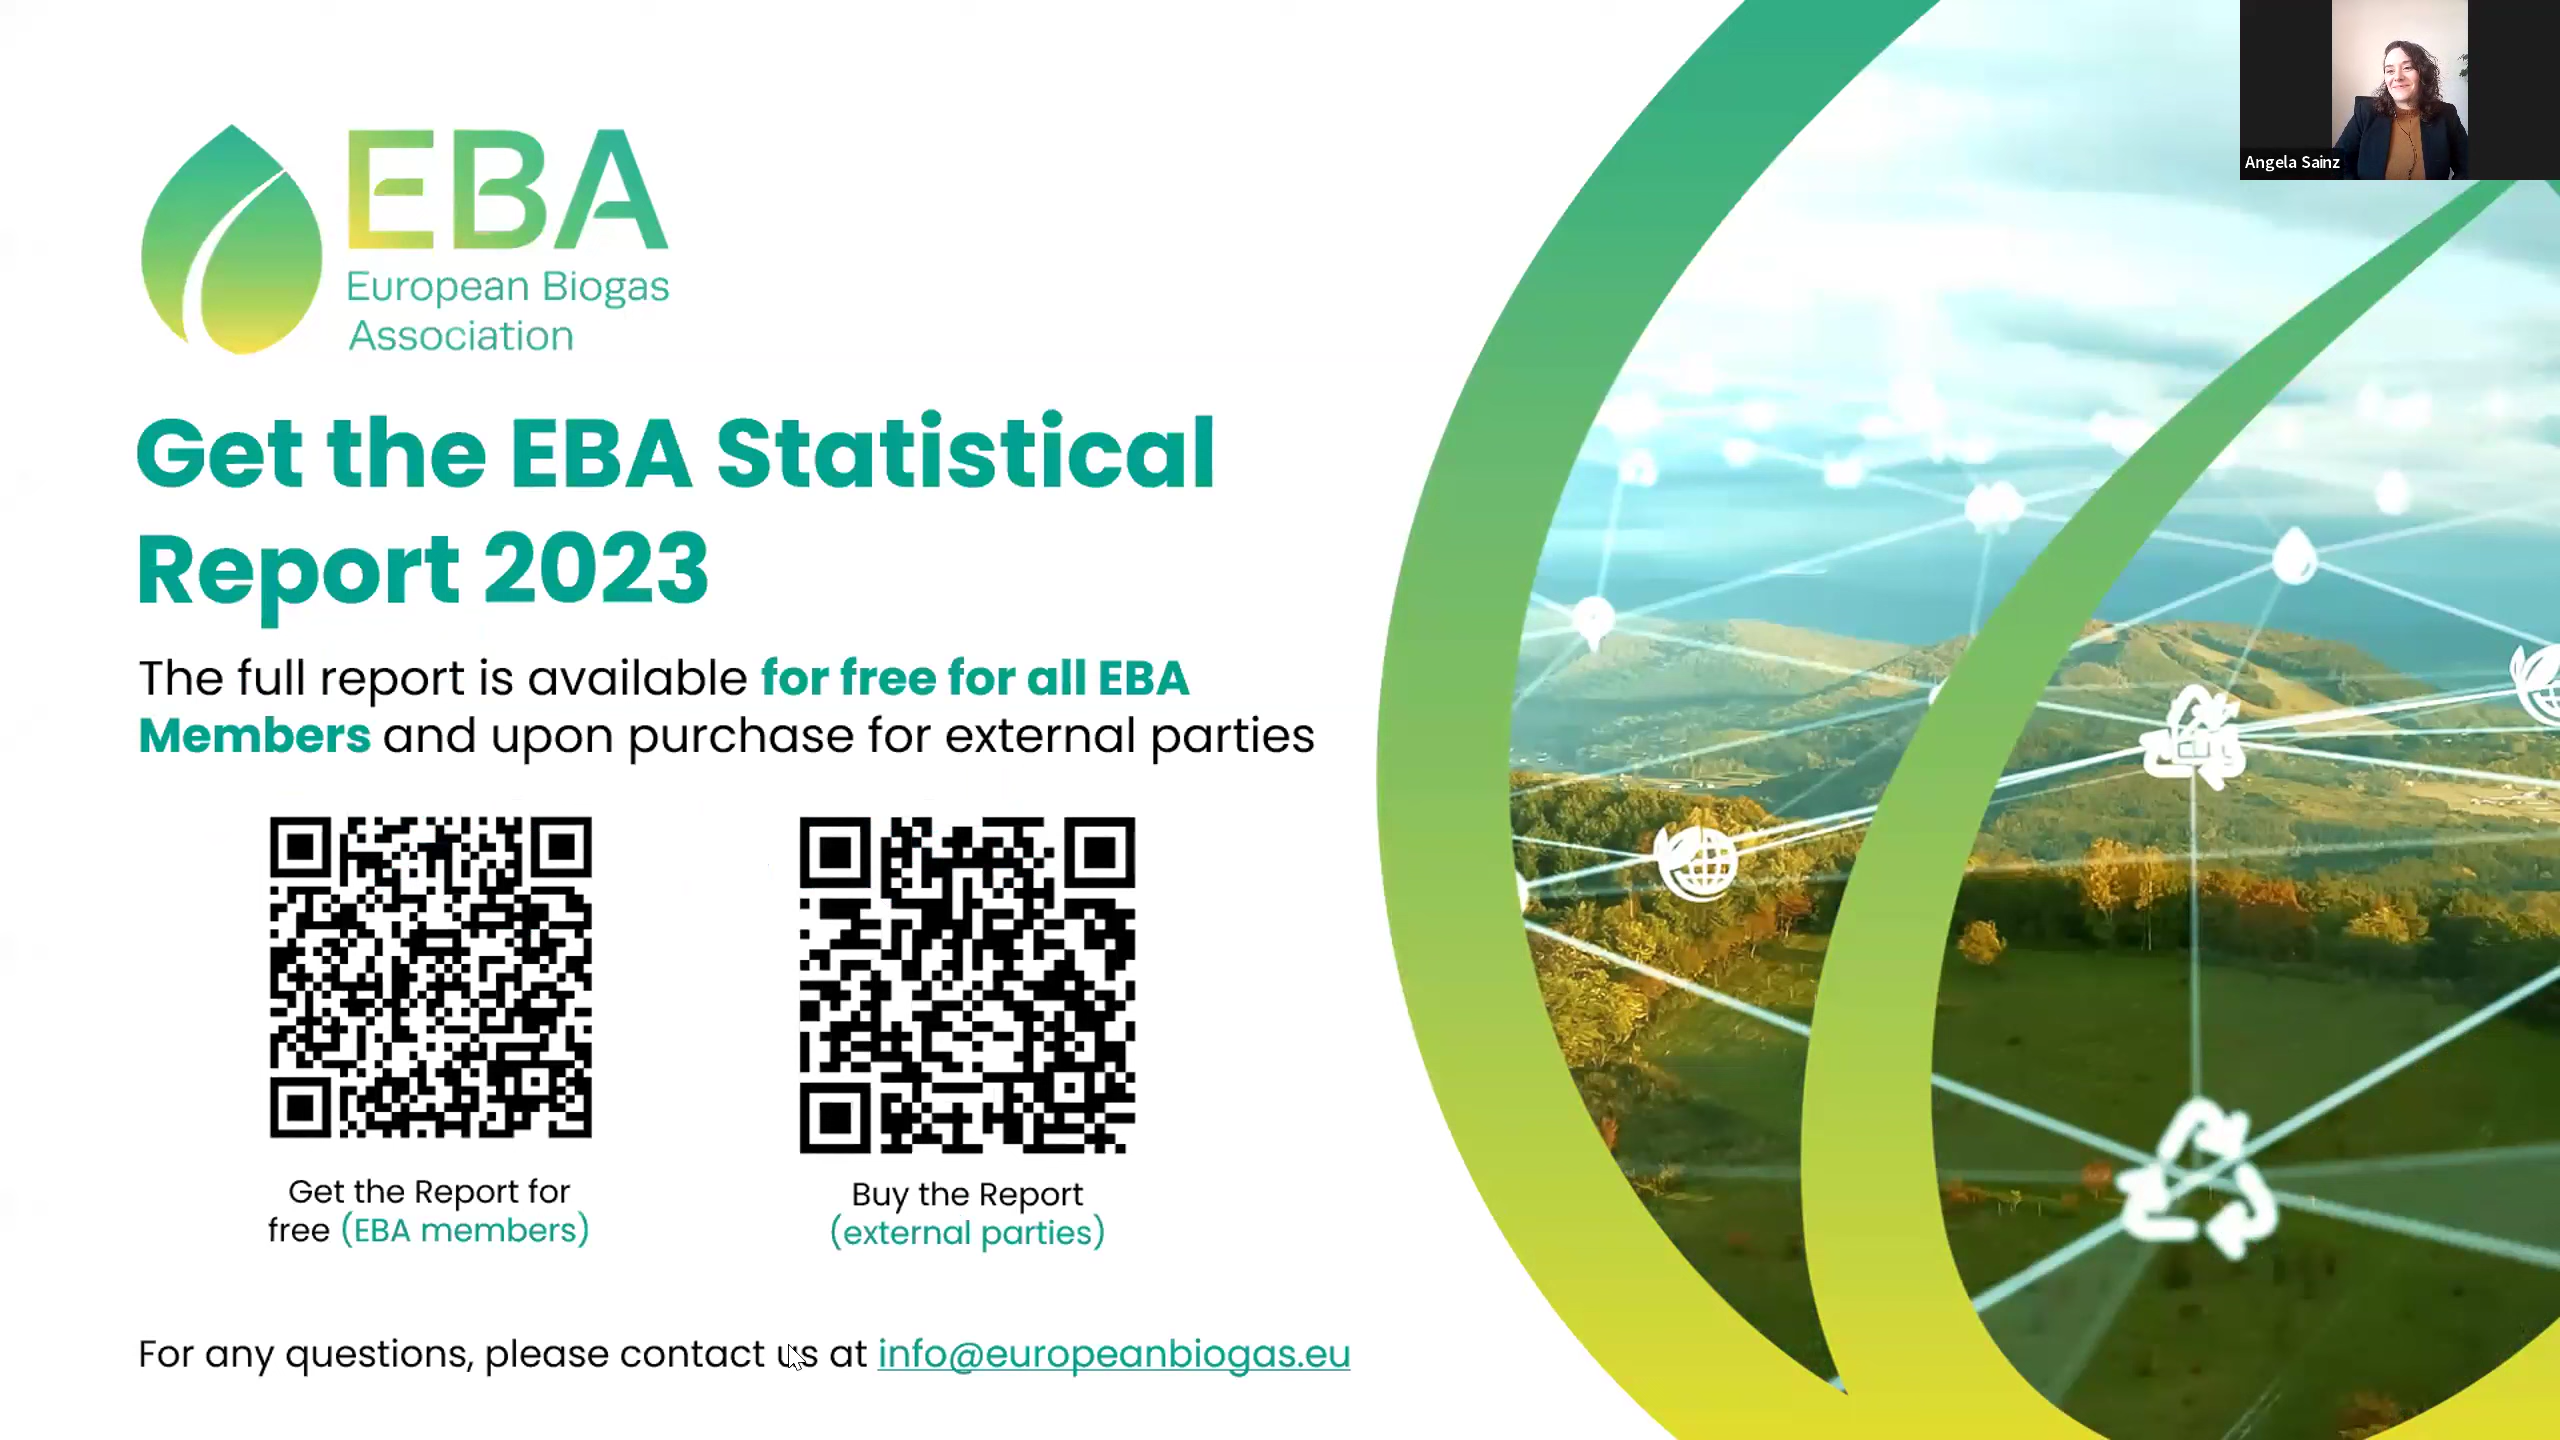 Angela Sainz
EBA
European Biogas
Association
Get the EBA Statistical
Report 2023
The full report is available for free for all EBA
Members and upon purchase for external parties
Get the Report for
free (EBA members)
Buy the Report
(external parties)
For any questions, please contact us at info@europeanbiogas.eu